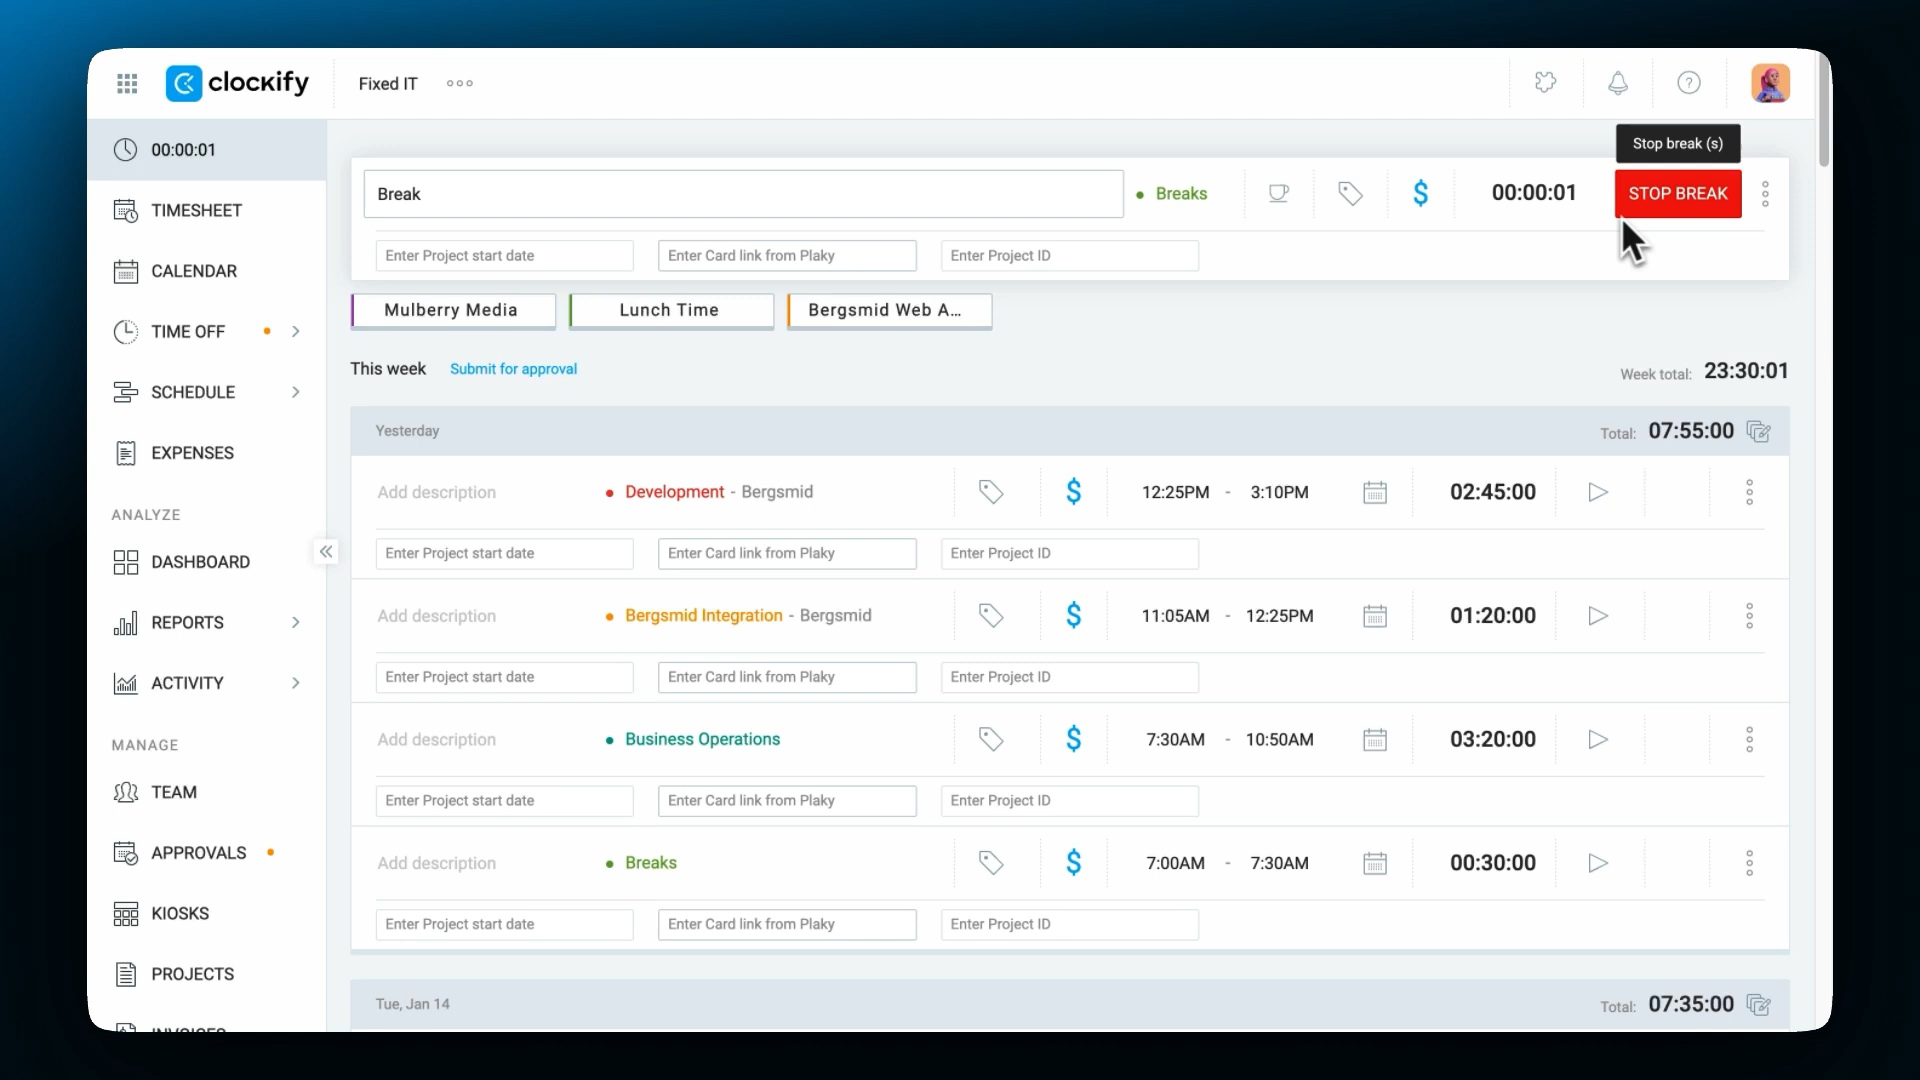 clockify
Fixed IT
?
00:00:01
TIMESHEET
CALENDAR
TIME OFF
SCHEDULE
EXPENSES
ANALYZE
DASHBOARD
REPORTS
ACTIVITY
MANAGE
TEAM
APPROVALS
KIOSKS
PROJECTS
INVOICES
Stop break (s)
Break
Breaks
$
00:00:01
STOP BREAK
Enter Project start date
Enter Card link from Plaky
Enter Project ID
Mulberry Media
Lunch Time
Bergsmid Web A...
This week
Submit for approval
Week total: 23:30:01
Yesterday
Total: 07:55:00
Add description
Development - Bergsmid
$
12:25PM - 3:10PM
02:45:00
Enter Project start date
Enter Card link from Plaky
Enter Project ID
Add description
Bergsmid Integration - Bergsmid
$
11:05AM - 12:25PM
01:20:00
Enter Project start date
Enter Card link from Plaky
Enter Project ID
Add description
Business Operations
$
7:30AM - 10:50AM
03:20:00
Enter Project start date
Enter Card link from Plaky
Enter Project ID
Add description
Breaks
$
7:00AM - 7:30AM
00:30:00
Enter Project start date
Enter Card link from Plaky
Enter Project ID
Tue, Jan 14
Total: 07:35:00